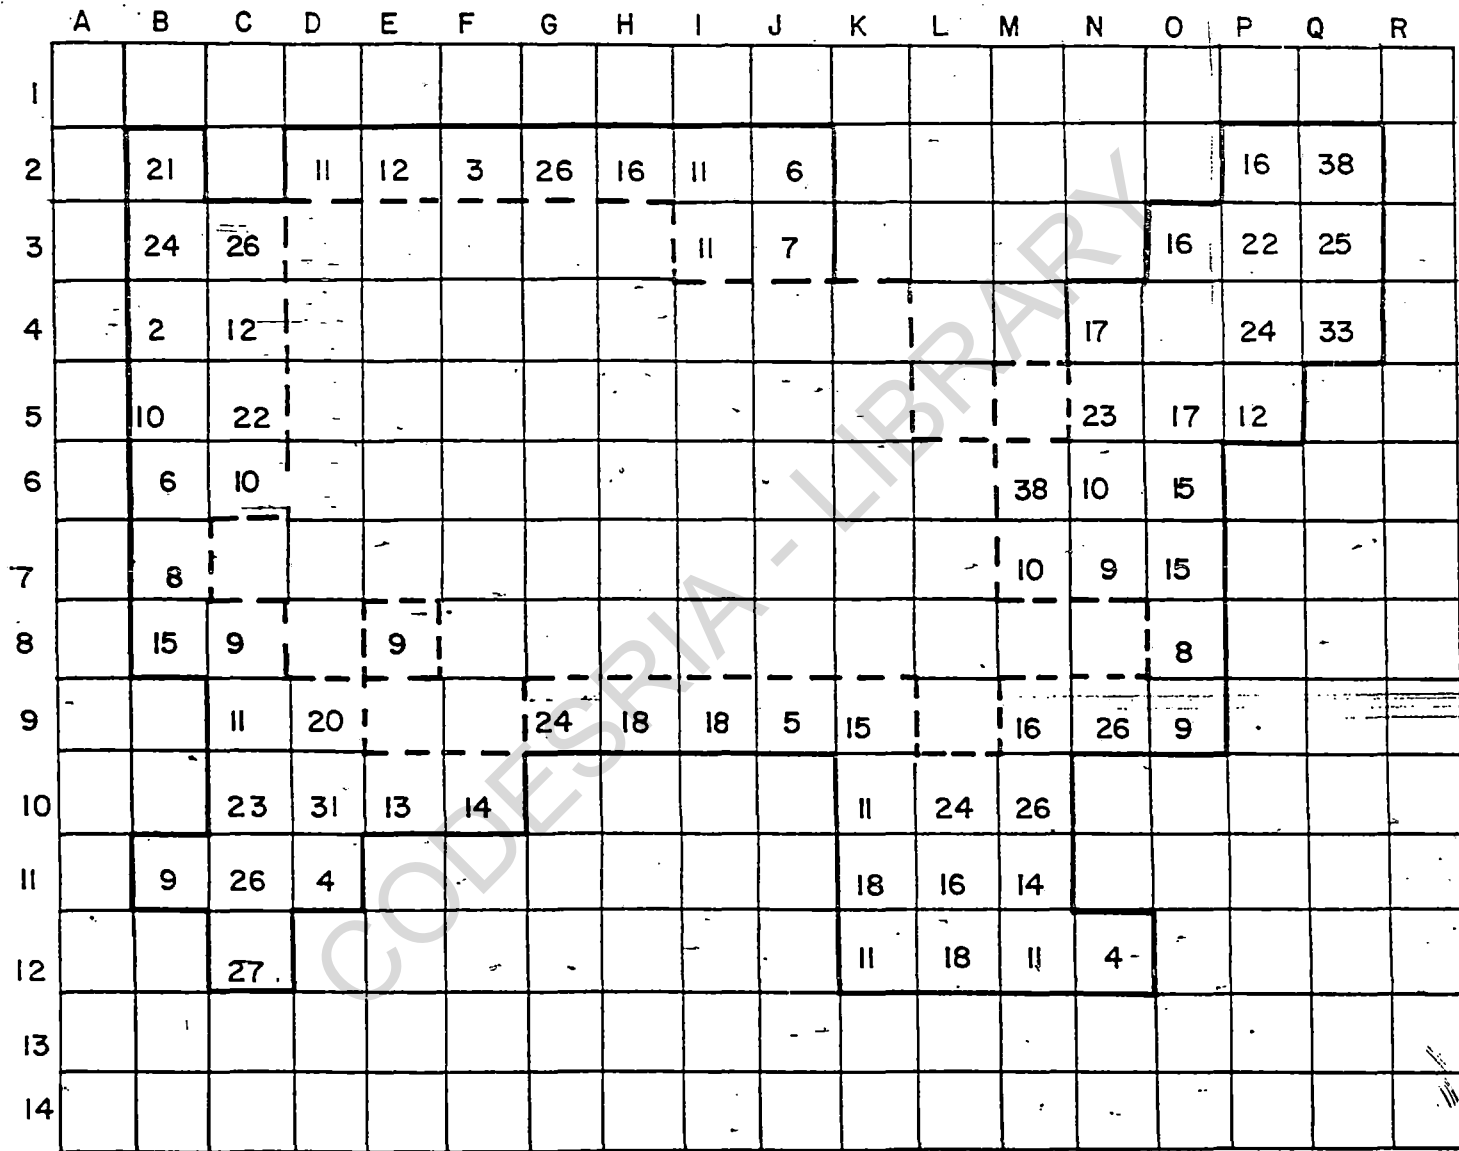 A B C D E F G H I J K L M N O P Q R
1
2 21 11 12 3 26 16 11 6 16 38
3 24 26 11 7 16 22 25
4 2 12 17 24 33
5 10 22 23 17 12
6 6 10 38 10 15
7 8 10 9 15
8 15 9 9 8
9 11 20 24 18 18 5 15 16 26 9
10 23 31 13 14 11 24 26
11 9 26 4 18 16 14
12 27 11 18 11 4
13
14
CODESRIA - LIBRARY